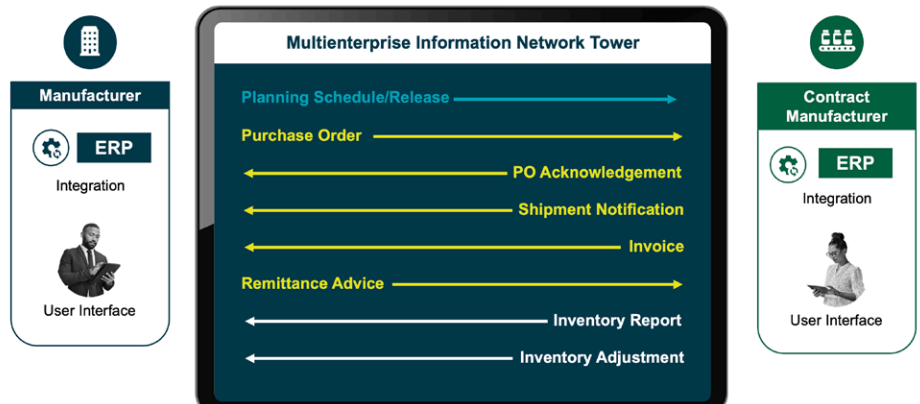 Multienterprise Information Network Tower
Manufacturer
ERP
Integration
User Interface
Planning Schedule/Release
Purchase Order
PO Acknowledgement
Shipment Notification
Invoice
Remittance Advice
Inventory Report
Inventory Adjustment
Contract
Manufacturer
ERP
Integration
User Interface